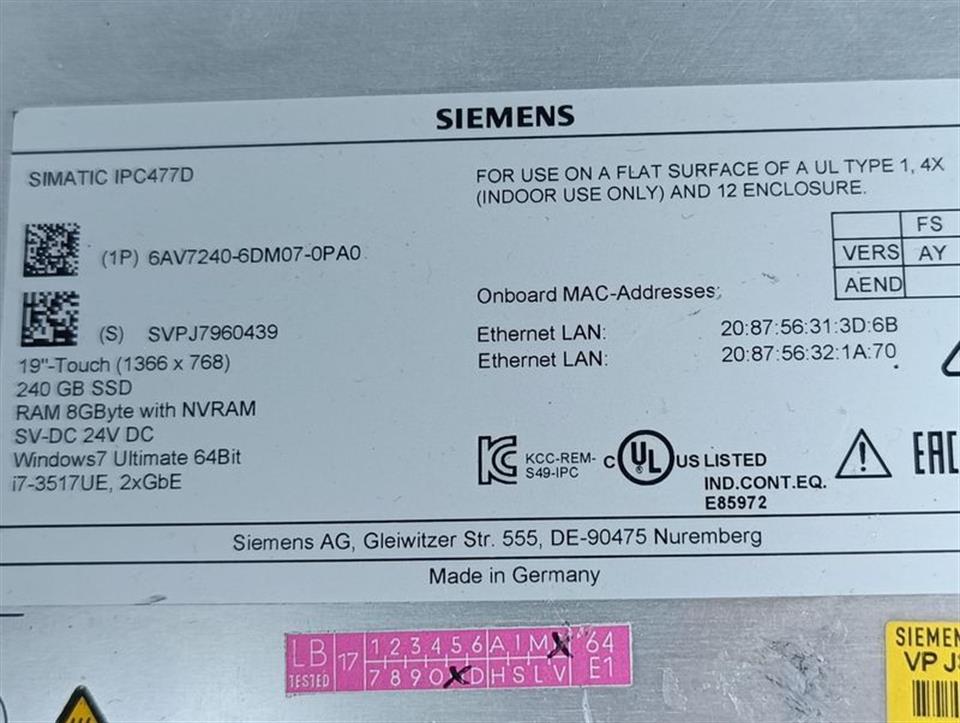 SIEMENS
SIMATIC IPC477D
FOR USE ON A FLAT SURFACE OF A UL TYPE 1, 4X
(INDOOR USE ONLY) AND 12 ENCLOSURE.
FS
(1P) 6AV7240-6DM07-0PA0
VERS AY
AEND
Onboard MAC-Addresses:
(S) SVPJ7960439
Ethernet LAN: 20:87:56:31:3D:6B
Ethernet LAN: 20:87:56:32:1A:70
19"-Touch (1366 x 768)
240 GB SSD
RAM 8GByte with NVRAM
SV-DC 24V DC
Windows7 Ultimate 64Bit
i7-3517UE, 2xGbE
KCC-REM-
S49-IPC
C UL US LISTED
IND.CONT.EQ.
E85972
EAC
Siemens AG, Gleiwitzer Str. 555, DE-90475 Nuremberg
Made in Germany
LB 17 1 2 3 4 5 6 A I M 64
TESTED 7 8 9 0 D H S L V E1
SIEMEN
VP J